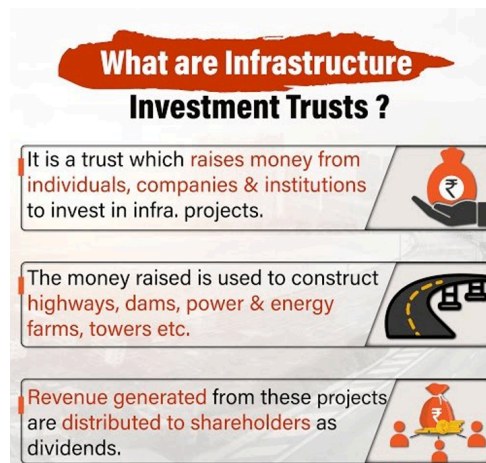 What are Infrastructure
Investment Trusts ?
It is a trust which raises money from
individuals, companies & institutions
to invest in infra. projects.
₹
The money raised is used to construct
highways, dams, power & energy
farms, towers etc.
Revenue generated from these projects
are distributed to shareholders as
dividends.
₹